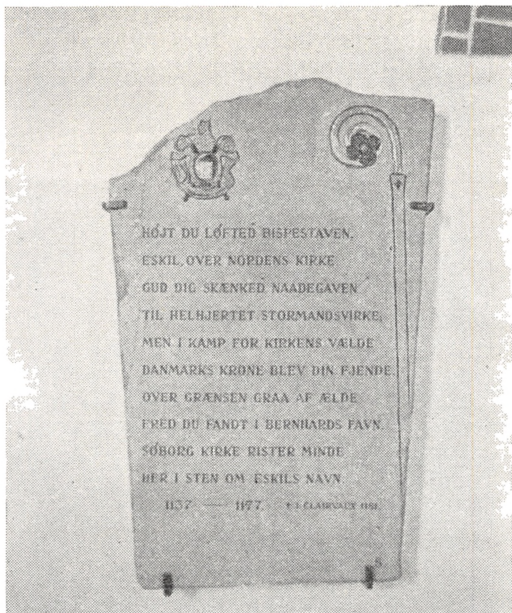 HØJT DU LØFTED BISPESTAVEN,
ESKIL, OVER NORDENS KIRKE
GUD DIG SKÆNKED NAADEGAVEN
TIL HELHJERTET STORMANDSVIRKE;
MEN I KAMP FOR KIRKENS VÆLDE
DANMARKS KRONE BLEV DIN FJENDE.
OVER GRÆNSEN GRAA AF ÆLDE
FRED DU FANDT I BERNHARDS FAVN.
SØBORG KIRKE RISTER MINDE
HER I STEN OM ESKILS NAVN
1137 — 1177. † I CLAIRVAUX 1181.